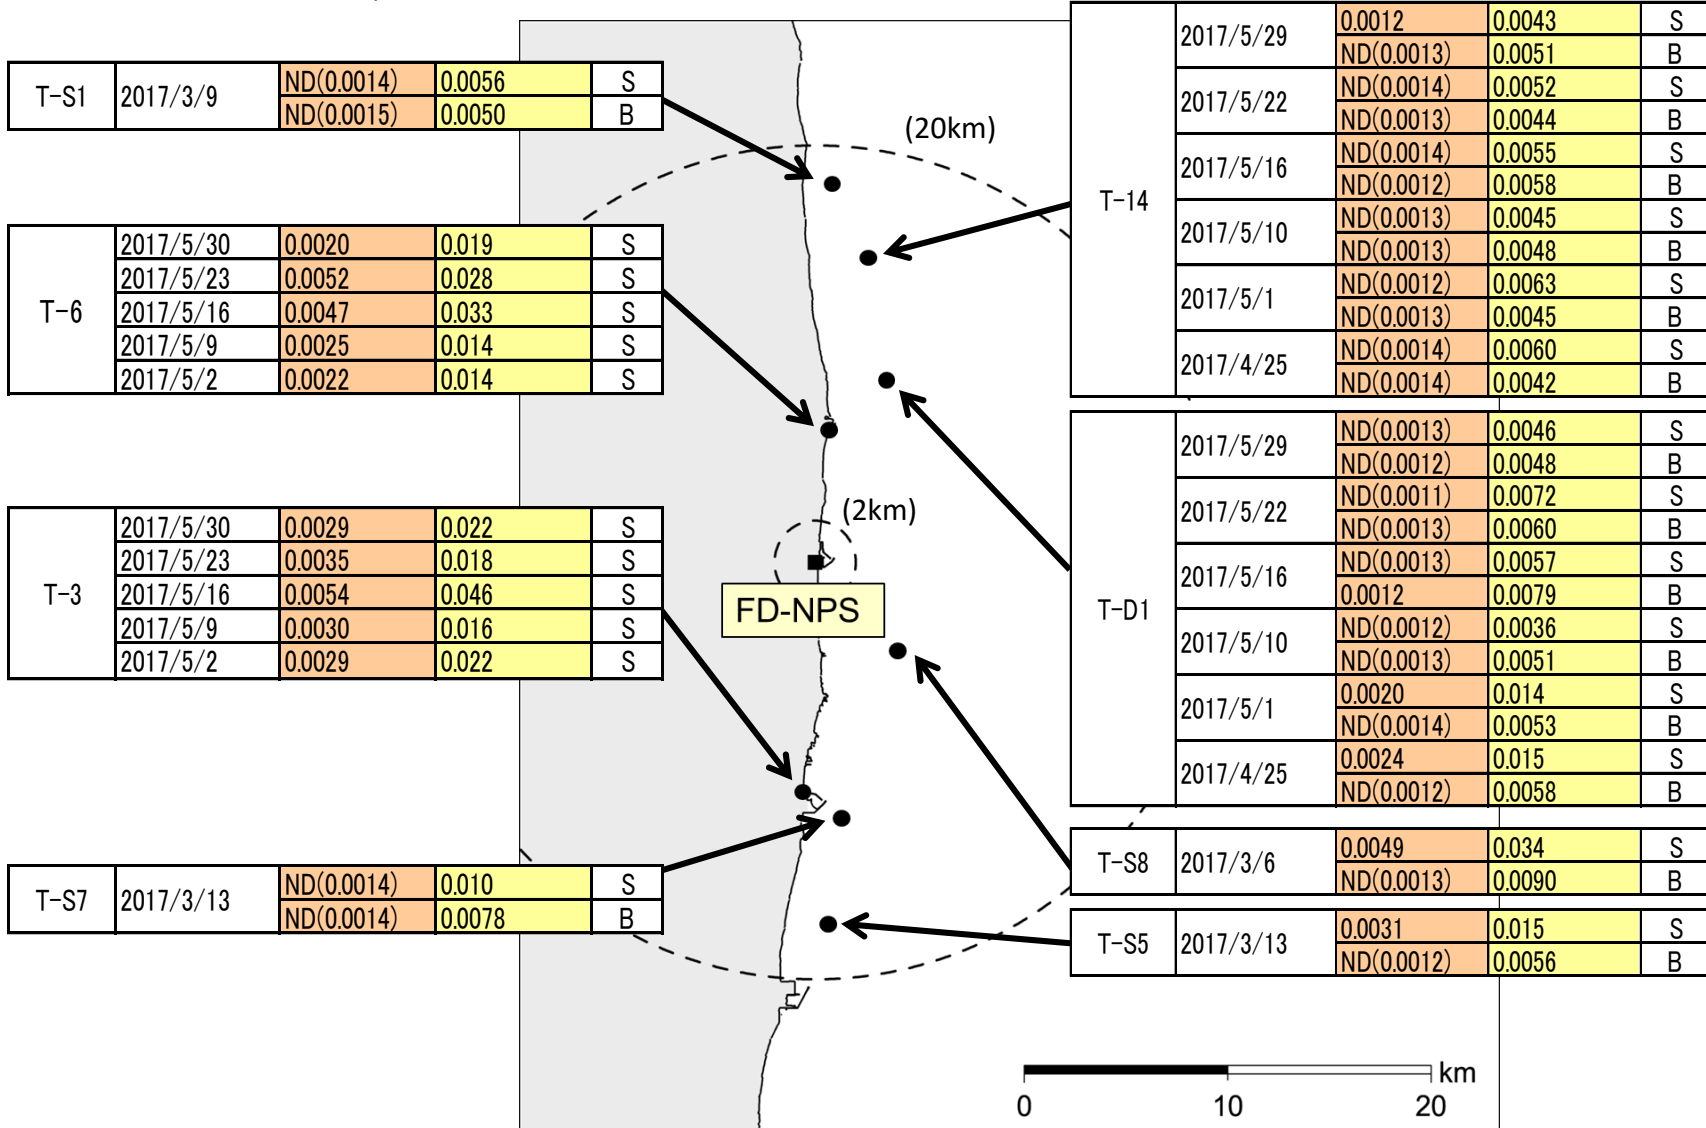 T-S1 2017/3/9 ND(0.0014) 0.0056 S
ND(0.0015) 0.0050 B
T-6 2017/5/30 0.0020 0.019 S
2017/5/23 0.0052 0.028 S
2017/5/16 0.0047 0.033 S
2017/5/9 0.0025 0.014 S
2017/5/2 0.0022 0.014 S
T-3 2017/5/30 0.0029 0.022 S
2017/5/23 0.0035 0.018 S
2017/5/16 0.0054 0.046 S
2017/5/9 0.0030 0.016 S
2017/5/2 0.0029 0.022 S
T-S7 2017/3/13 ND(0.0014) 0.010 S
ND(0.0014) 0.0078 B
(20km)
(2km)
FD-NPS
T-14 2017/5/29 0.0012 0.0043 S
ND(0.0013) 0.0051 B
2017/5/22 ND(0.0014) 0.0052 S
ND(0.0013) 0.0044 B
2017/5/16 ND(0.0014) 0.0055 S
ND(0.0012) 0.0058 B
2017/5/10 ND(0.0013) 0.0045 S
ND(0.0013) 0.0048 B
2017/5/1 ND(0.0012) 0.0063 S
ND(0.0013) 0.0045 B
2017/4/25 ND(0.0014) 0.0060 S
ND(0.0014) 0.0042 B
T-D1 2017/5/29 ND(0.0013) 0.0046 S
ND(0.0012) 0.0048 B
2017/5/22 ND(0.0011) 0.0072 S
ND(0.0013) 0.0060 B
2017/5/16 ND(0.0013) 0.0057 S
0.0012 0.0079 B
2017/5/10 ND(0.0012) 0.0036 S
ND(0.0013) 0.0051 B
2017/5/1 0.0020 0.014 S
ND(0.0014) 0.0053 B
2017/4/25 0.0024 0.015 S
ND(0.0012) 0.0058 B
T-S8 2017/3/6 0.0049 0.034 S
ND(0.0013) 0.0090 B
T-S5 2017/3/13 0.0031 0.015 S
ND(0.0012) 0.0056 B
km
0 10 20